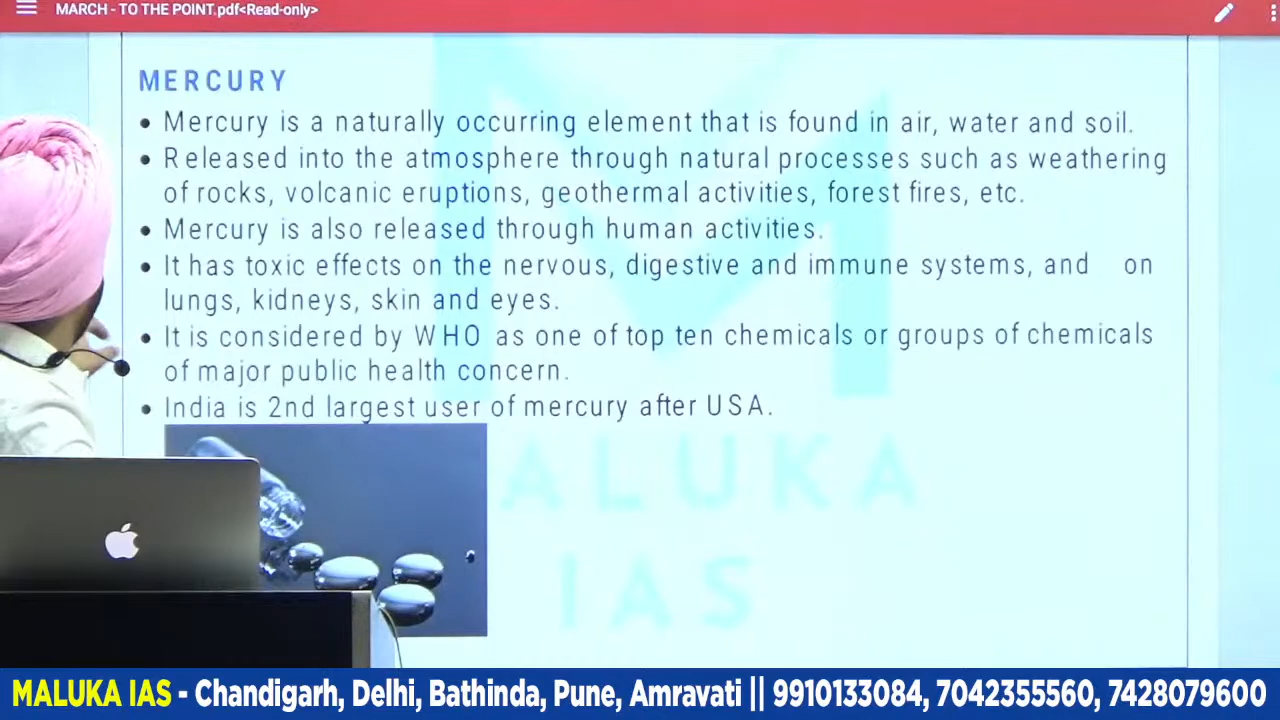 MARCH - TO THE POINT.pdf<Read-only>
MERCURY
• Mercury is a naturally occurring element that is found in air, water and soil.
• Released into the atmosphere through natural processes such as weathering
of rocks, volcanic eruptions, geothermal activities, forest fires, etc.
• Mercury is also released through human activities.
• It has toxic effects on the nervous, digestive and immune systems, and on
lungs, kidneys, skin and eyes.
• It is considered by WHO as one of top ten chemicals or groups of chemicals
of major public health concern.
• India is 2nd largest user of mercury after USA.
MALUKA
IAS
MALUKA IAS - Chandigarh, Delhi, Bathinda, Pune, Amravati || 9910133084, 7042355560, 7428079600